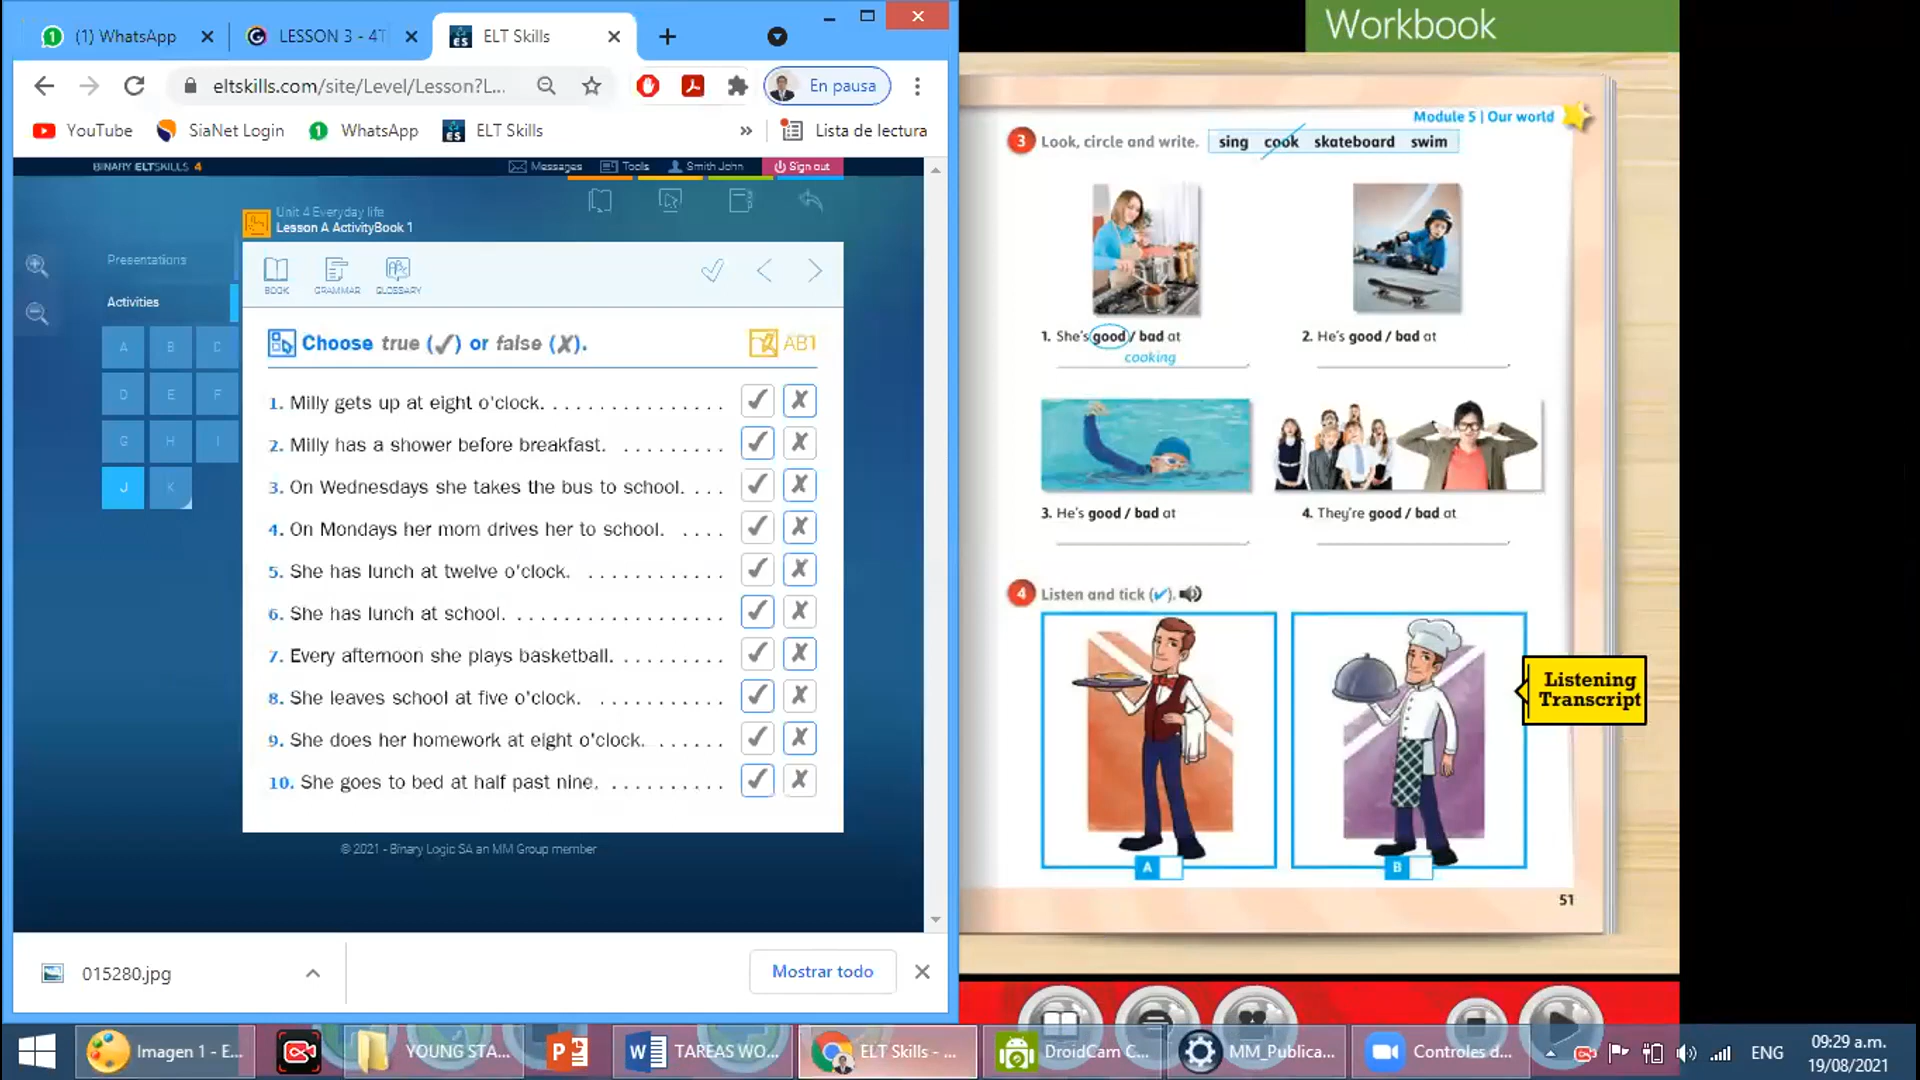 (1) WhatsApp
LESSON 3 - 4T
ELT Skills
eltskills.com/site/Level/Lesson?L...
En pausa
YouTube
SiaNet Login
WhatsApp
ELT Skills
»
Lista de lectura
BINARY ELTSKILLS 4
Messages
Tools
Smith John
Sign out
Unit 4 Everyday life
Lesson A ActivityBook 1
Presentations
Activities
A B C
D E F
G H I
J K
BOOK
GRAMMAR
GLOSSARY
Choose true (✓) or false (✗).
AB1
1. Milly gets up at eight o'clock. . . . . . . . . . . . . . . .
2. Milly has a shower before breakfast. . . . . . . . .
3. On Wednesdays she takes the bus to school. . . .
4. On Mondays her mom drives her to school. . . . .
5. She has lunch at twelve o'clock. . . . . . . . . . . . .
6. She has lunch at school. . . . . . . . . . . . . . . . . . .
7. Every afternoon she plays basketball. . . . . . . . .
8. She leaves school at five o'clock. . . . . . . . . . . .
9. She does her homework at eight o'clock. . . . . . .
10. She goes to bed at half past nine. . . . . . . . . . .
© 2021 - Binary Logic SA an MM Group member
015280.jpg
Mostrar todo
Workbook
Module 5 | Our world
3 Look, circle and write.
sing cook skateboard swim
1. She's good / bad at
cooking
2. He's good / bad at
3. He's good / bad at
4. They're good / bad at
4 Listen and tick (✓).
Listening
Transcript
A
B
51
Imagen 1 - E...
YOUNG STA...
TAREAS WO...
ELT Skills - ...
DroidCam C...
MM_Publica...
Controles d...
ENG
09:29 a.m.
19/08/2021